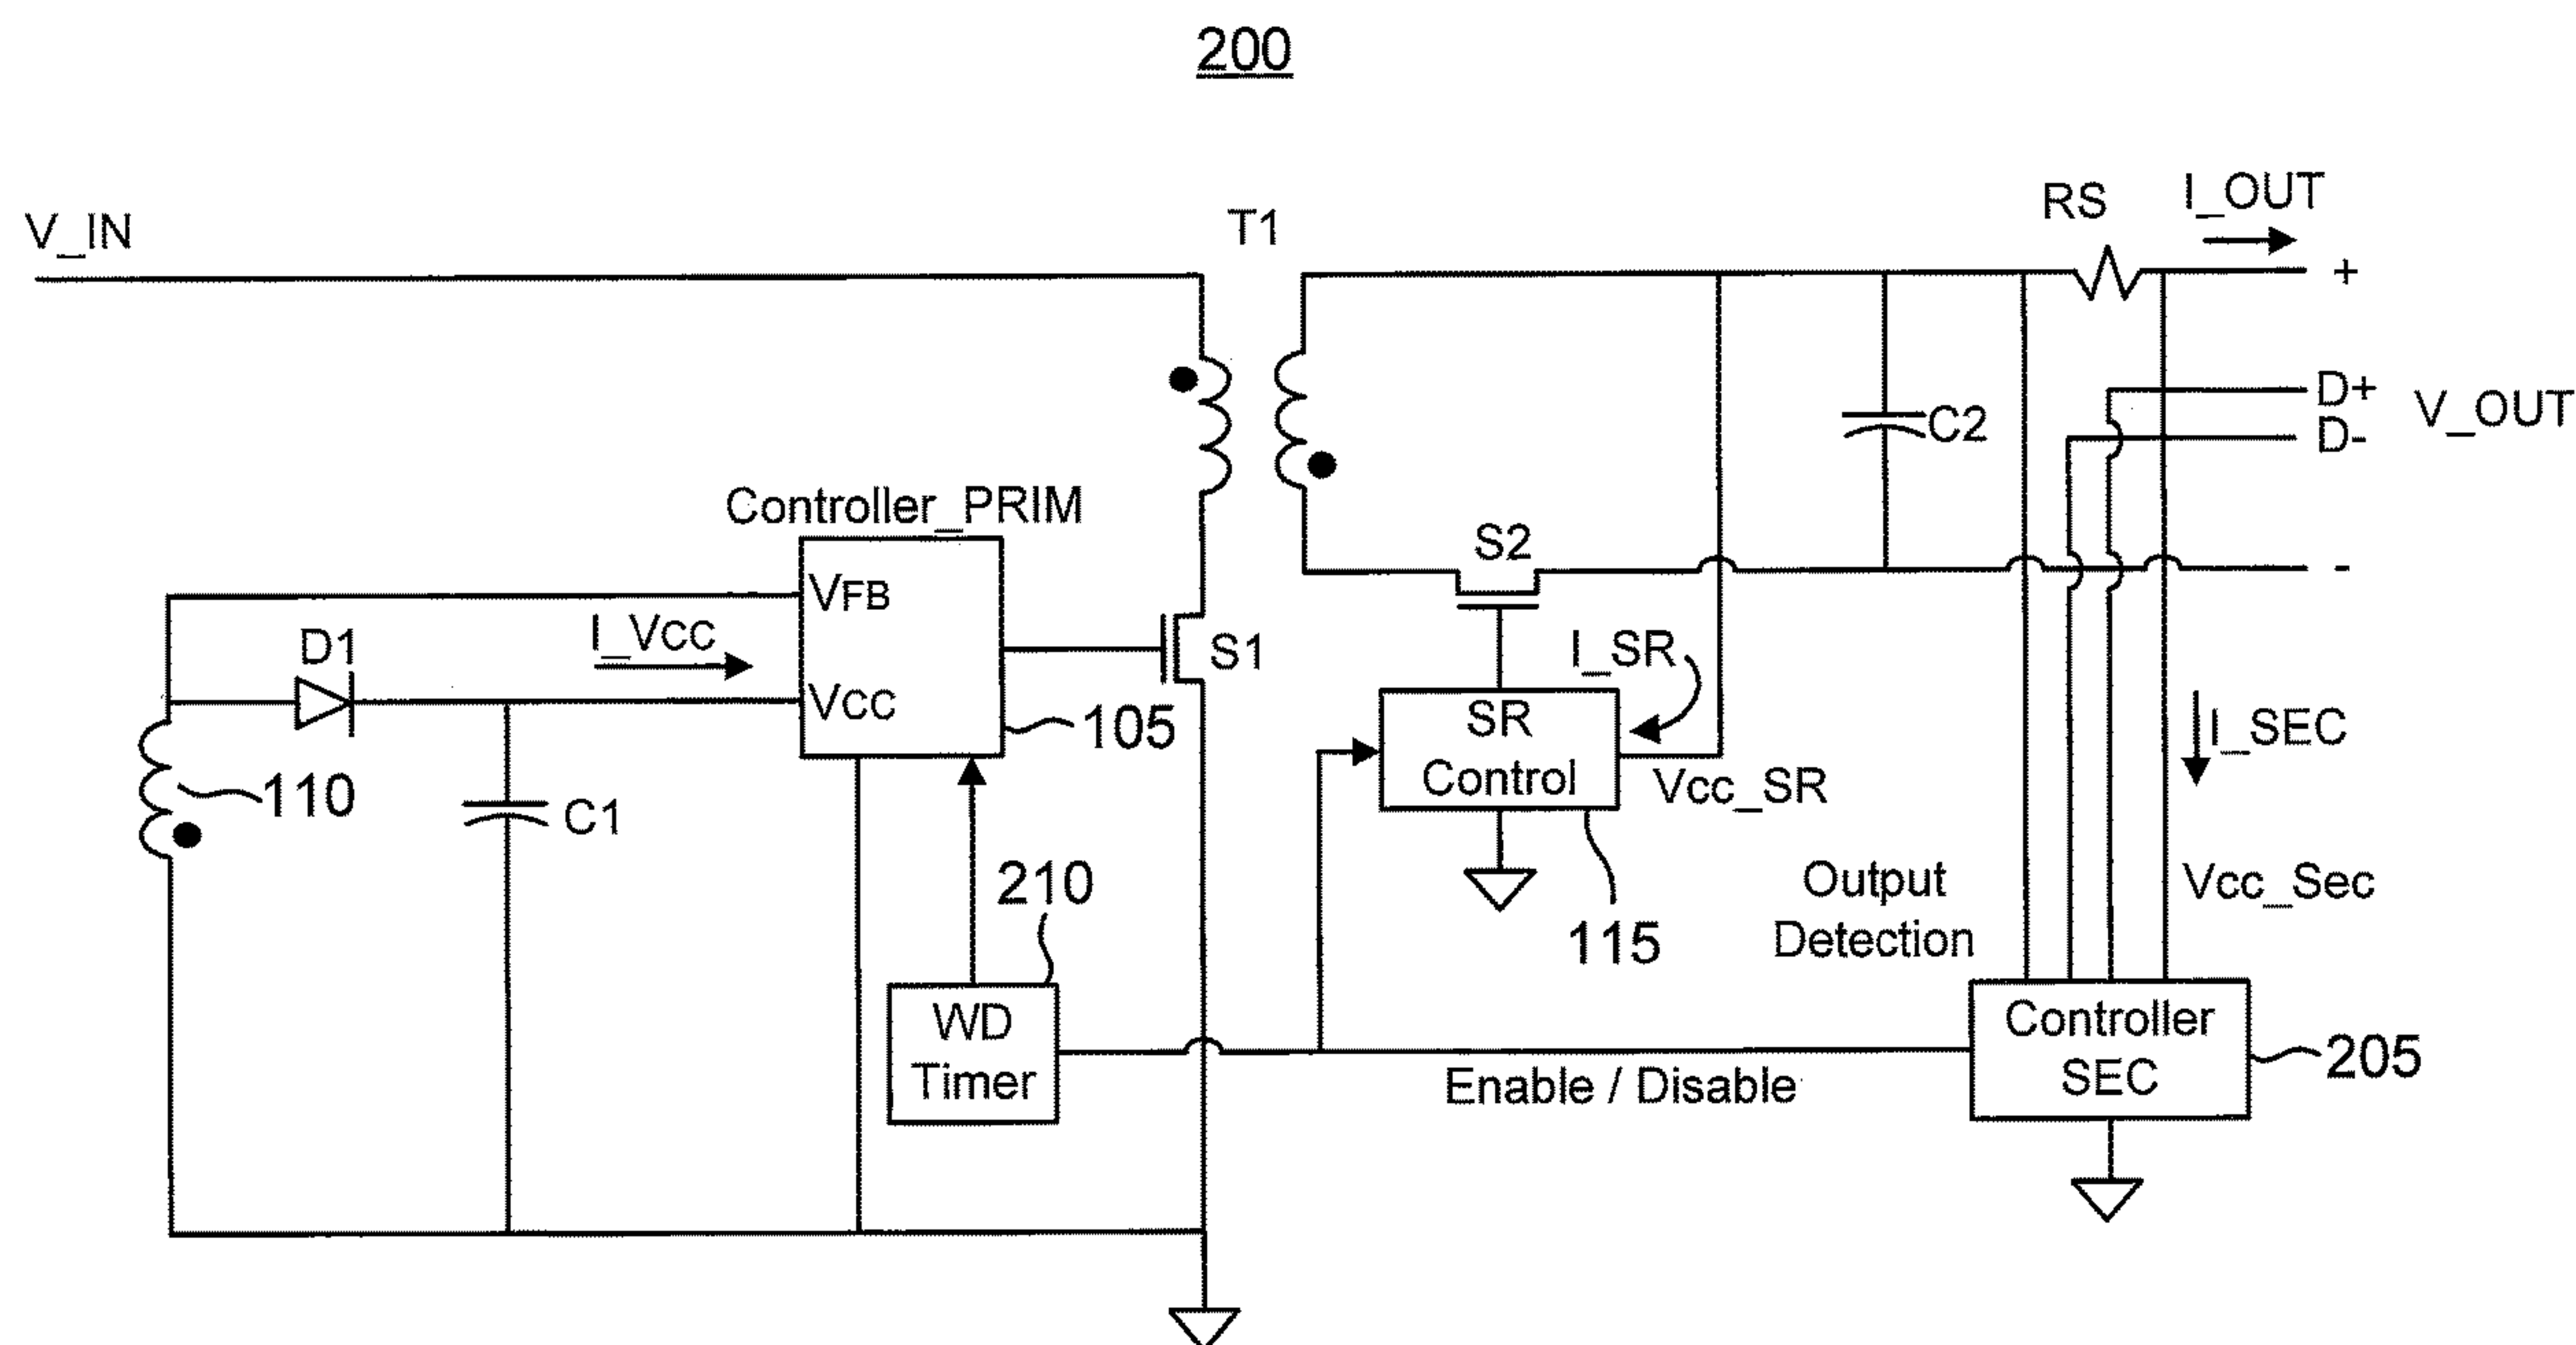 200
V_IN
T1
RS
I_OUT
+
D+
D-
V_OUT
-
C2
Controller_PRIM
VFB
VCC
I_VCC
D1
S1
S2
I_SR
SR
Control
Vcc_SR
105
110
C1
210
WD
Timer
115
Output
Detection
I_SEC
Vcc_Sec
Controller
SEC
205
Enable / Disable